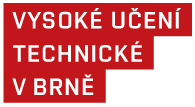 VYSOKÉ UČENÍ
TECHNICKÉ
V BRNĚ